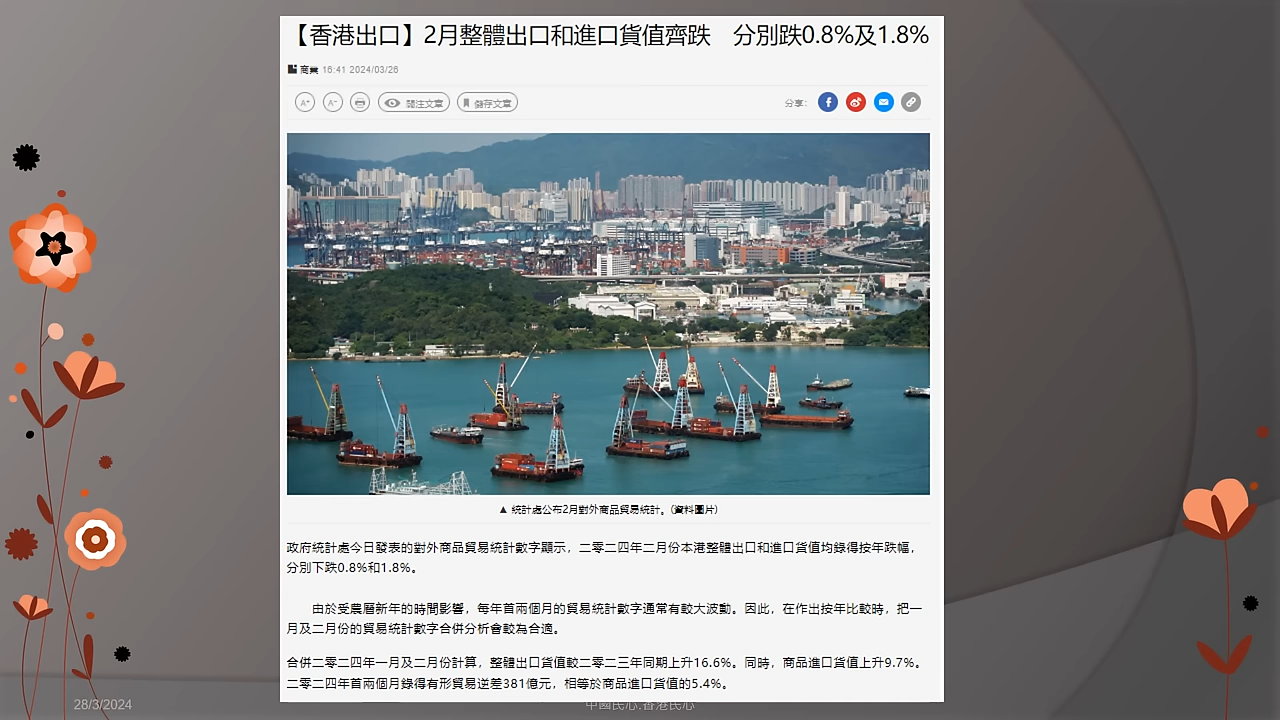 【香港出口】2月整體出口和進口貨值齊跌　分別跌0.8%及1.8%
商業 16:41 2024/03/26
A+ A- 關注文章 儲存文章 分享:
▲ 統計處公布2月對外商品貿易統計。(資料圖片)
政府統計處今日發表的對外商品貿易統計數字顯示，二零二四年二月份本港整體出口和進口貨值均錄得按年跌幅，
分別下跌0.8%和1.8%。
由於受農曆新年的時間影響，每年首兩個月的貿易統計數字通常有較大波動。因此，在作出按年比較時，把一
月及二月份的貿易統計數字合併分析會較為合適。
合併二零二四年一月及二月份計算，整體出口貨值較二零二三年同期上升16.6%。同時，商品進口貨值上升9.7%。
二零二四年首兩個月錄得有形貿易逆差381億元，相等於商品進口貨值的5.4%。
28/3/2024
中國民心.香港民心